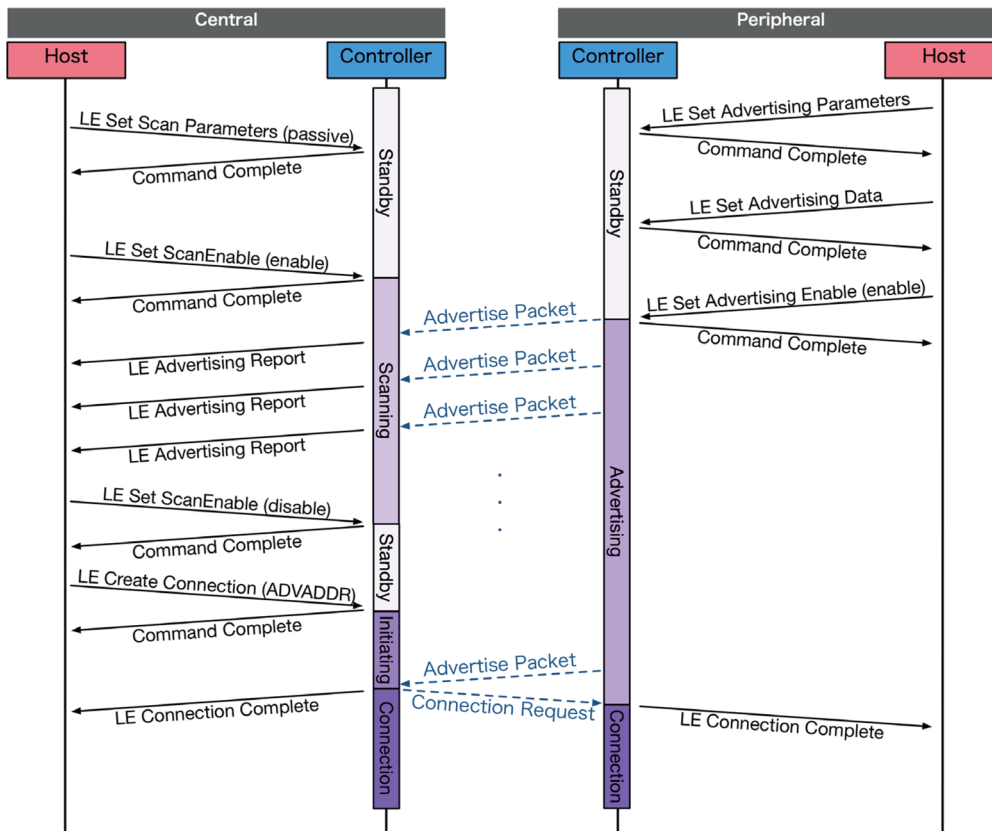 Central
Peripheral
Host
Controller
Controller
Host
LE Set Scan Parameters (passive)
Command Complete
LE Set ScanEnable (enable)
Command Complete
LE Advertising Report
LE Advertising Report
LE Advertising Report
LE Set ScanEnable (disable)
Command Complete
LE Create Connection (ADVADDR)
Command Complete
LE Connection Complete
Standby
Scanning
Standby
Initiating
Connection
Advertise Packet
Advertise Packet
Advertise Packet
.
.
.
Advertise Packet
Connection Request
Standby
Advertising
Connection
LE Set Advertising Parameters
Command Complete
LE Set Advertising Data
Command Complete
LE Set Advertising Enable (enable)
Command Complete
LE Connection Complete